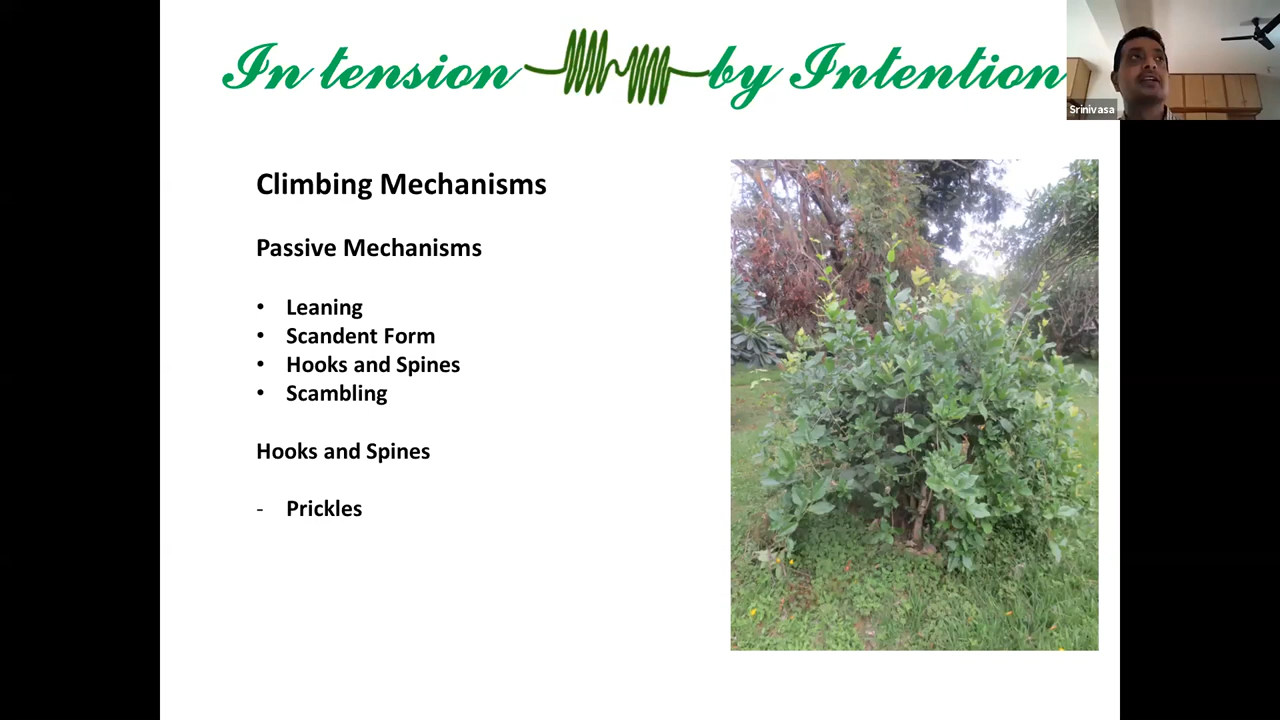 In tension by Intention
Srinivasa
Climbing Mechanisms
Passive Mechanisms
• Leaning
• Scandent Form
• Hooks and Spines
• Scambling
Hooks and Spines
- Prickles